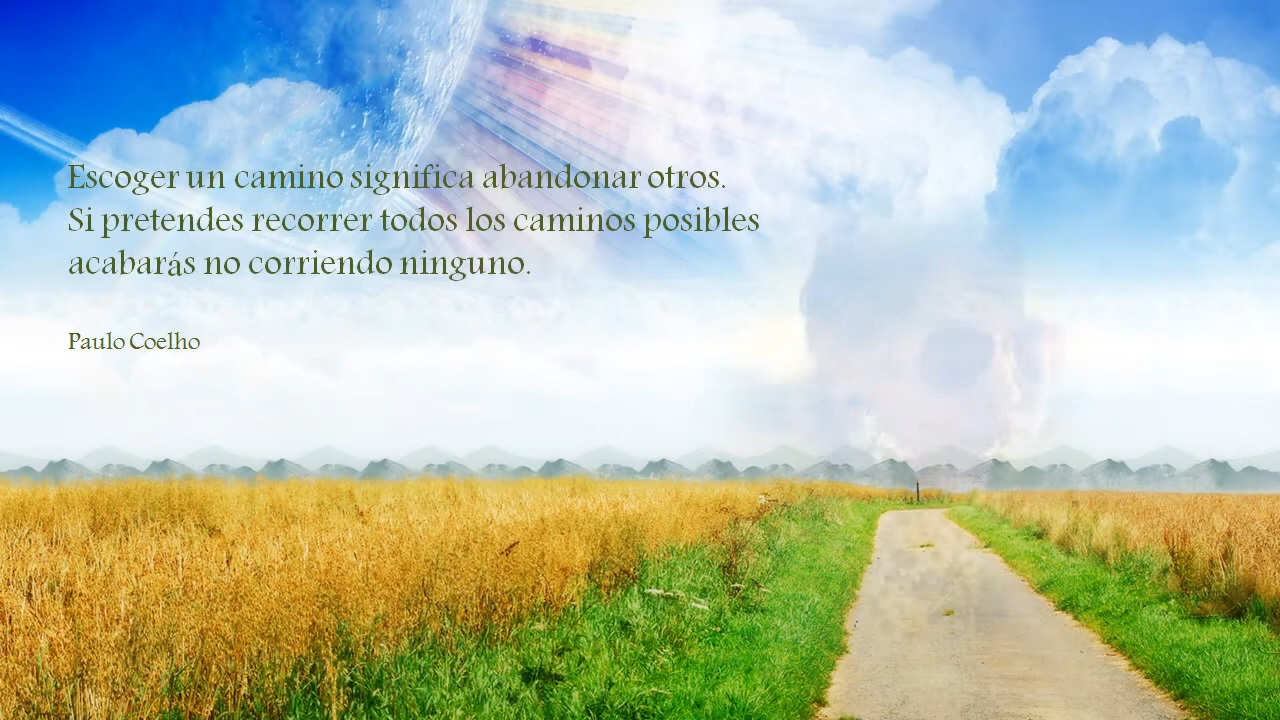 Escoger un camino significa abandonar otros.
Si pretendes recorrer todos los caminos posibles
acabarás no corriendo ninguno.
Paulo Coelho